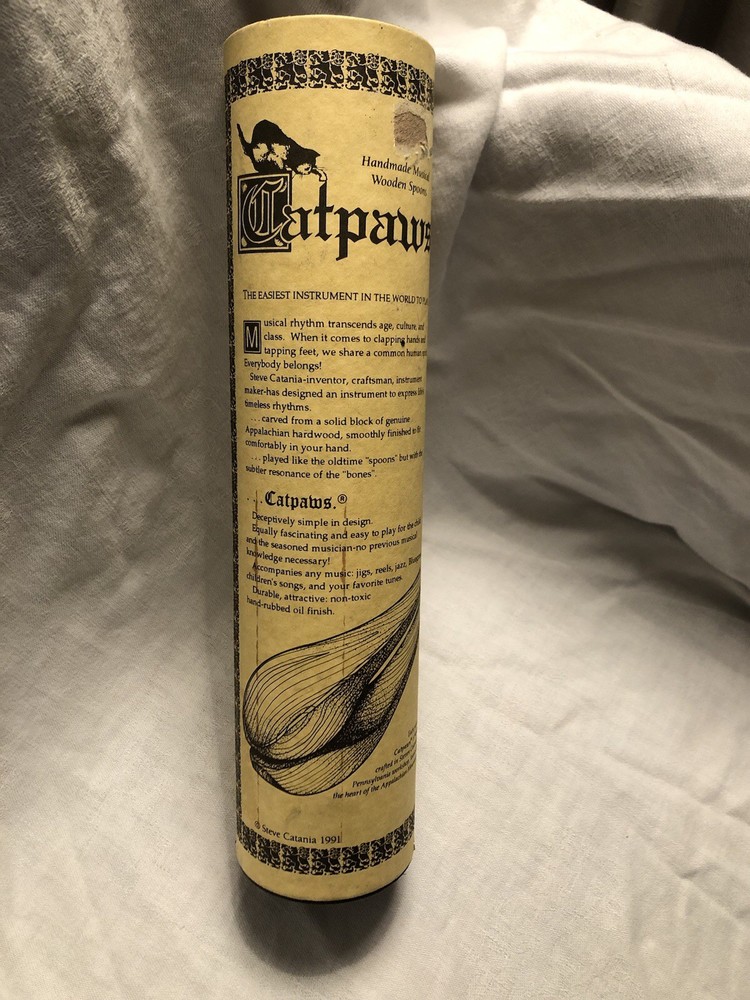 Handmade Musical
Wooden Spoons
Catpaws
THE EASIEST INSTRUMENT IN THE WORLD TO
Musical rhythm transcends age, culture, and
class. When it comes to clapping hands and
tapping feet, we share a common human
Everybody belongs!
Steve Catania-inventor, craftsman, instrument
maker-has designed an instrument to express life's
timeless rhythms.
...carved from a solid block of genuine
Appalachian hardwood, smoothly finished to fit
comfortably in your hand.
...played like the oldtime "spoons" but with the
subtler resonance of the "bones".
...Catpaws.®
Deceptively simple in design.
Equally fascinating and easy to play for the child
and the seasoned musician-no previous musical
knowledge necessary!
Accompanies any music: jigs, reels, jazz,
children's songs, and your favorite tunes.
Durable, attractive: non-toxic
hand-rubbed oil finish.
Catpaws
crafted in
Pennsylvania
the heart of the Appalachian
© Steve Catania 1991